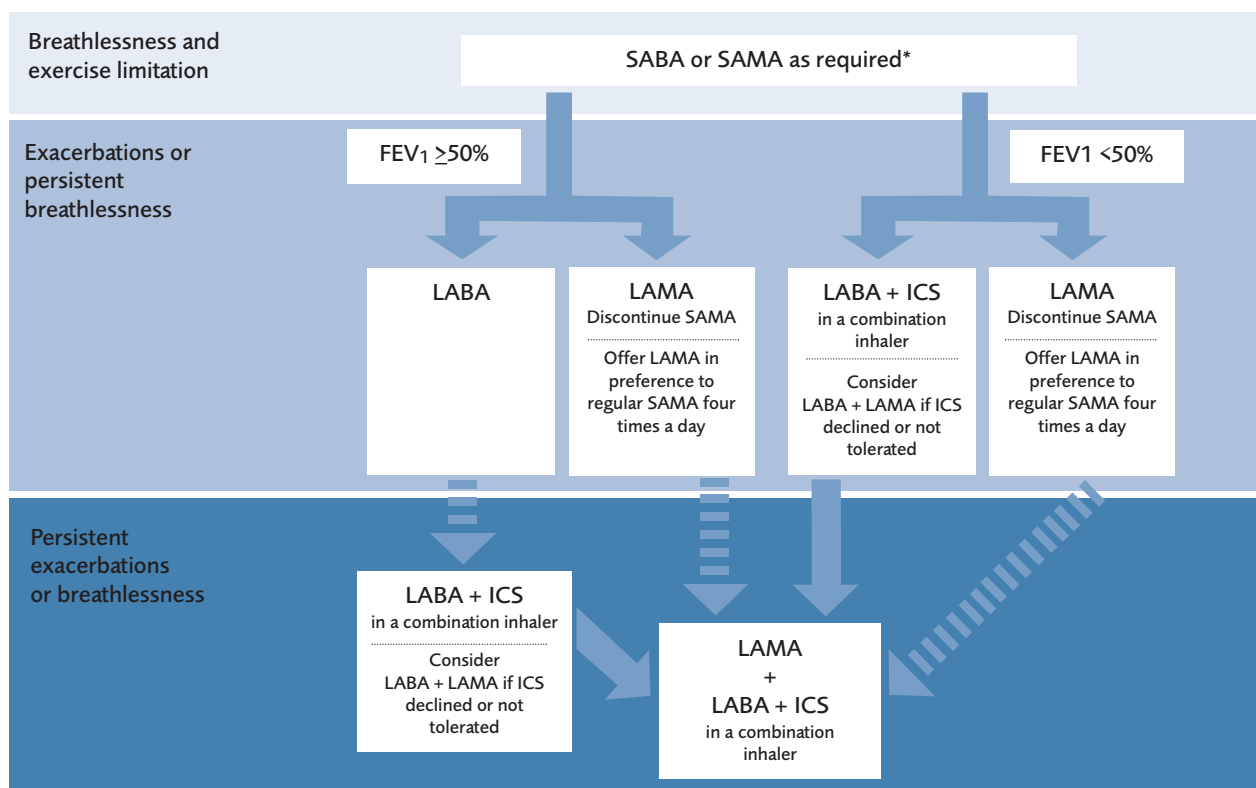 Breathlessness and
exercise limitation
SABA or SAMA as required*
Exacerbations or
persistent
breathlessness
FEV₁ ≥50%
FEV1 <50%
LABA
LAMA
Discontinue SAMA
Offer LAMA in
preference to
regular SAMA four
times a day
LABA + ICS
in a combination
inhaler
Consider
LABA + LAMA if ICS
declined or not
tolerated
LAMA
Discontinue SAMA
Offer LAMA in
preference to
regular SAMA four
times a day
Persistent
exacerbations
or breathlessness
LABA + ICS
in a combination inhaler
Consider
LABA + LAMA if ICS
declined or not
tolerated
LAMA
+
LABA + ICS
in a combination
inhaler